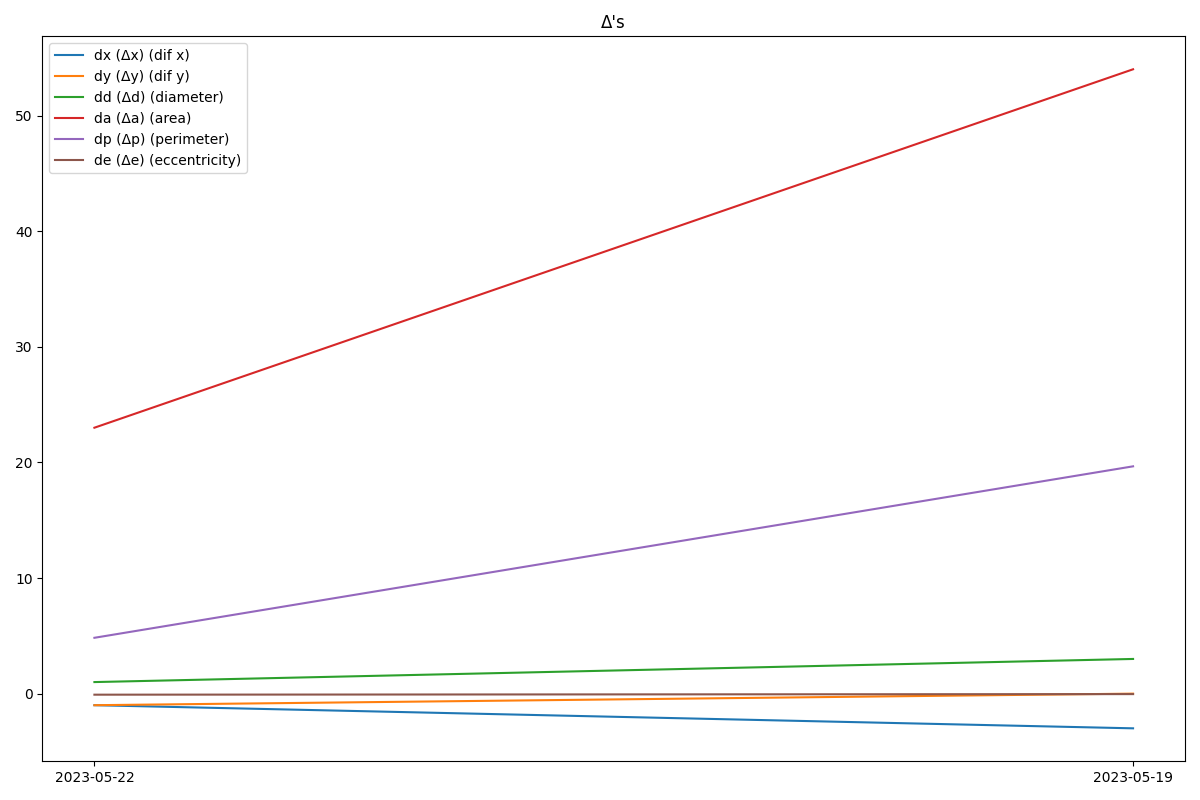 Δ's
dx (Δx) (dif x)
dy (Δy) (dif y)
dd (Δd) (diameter)
da (Δa) (area)
dp (Δp) (perimeter)
de (Δe) (eccentricity)
50
40
30
20
10
0
2023-05-22
2023-05-19